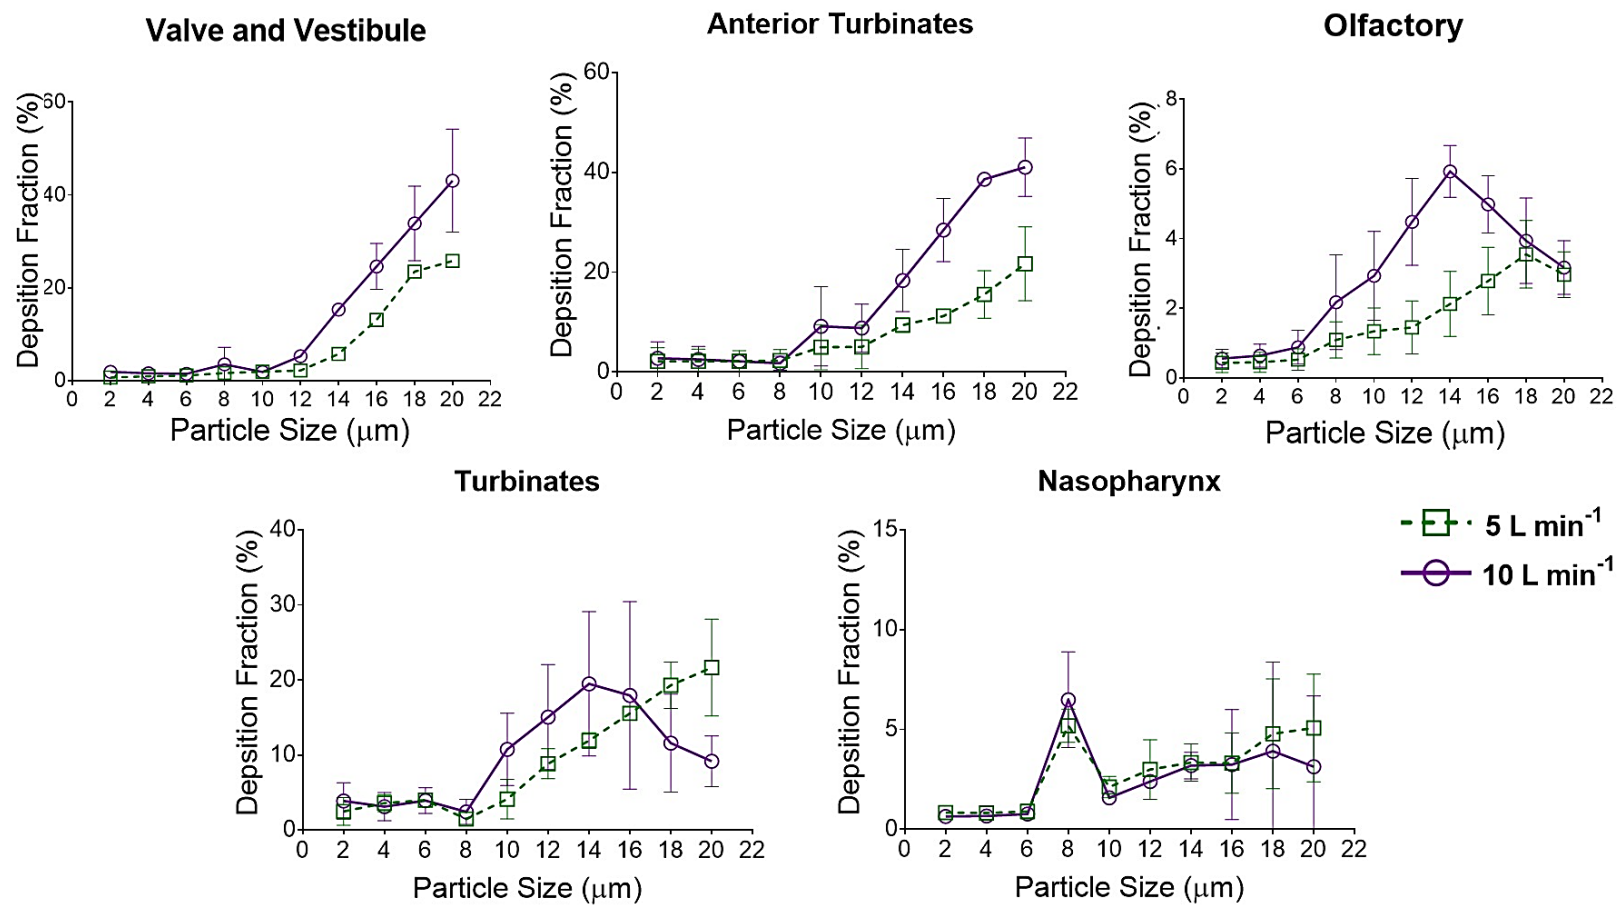 Valve and Vestibule
Depsition Fraction (%)
60
40
20
0
0 2 4 6 8 10 12 14 16 18 20 22
Particle Size (μm)
Anterior Turbinates
Depsition Fraction (%)
60
40
20
0
0 2 4 6 8 10 12 14 16 18 20 22
Particle Size (μm)
Olfactory
Depsition Fraction (%)
8
6
4
2
0
0 2 4 6 8 10 12 14 16 18 20 22
Particle Size (μm)
Turbinates
Depsition Fraction (%)
40
30
20
10
0
0 2 4 6 8 10 12 14 16 18 20 22
Particle Size (μm)
Nasopharynx
Depsition Fraction (%)
15
10
5
0
0 2 4 6 8 10 12 14 16 18 20 22
Particle Size (μm)
5 L min⁻¹
10 L min⁻¹